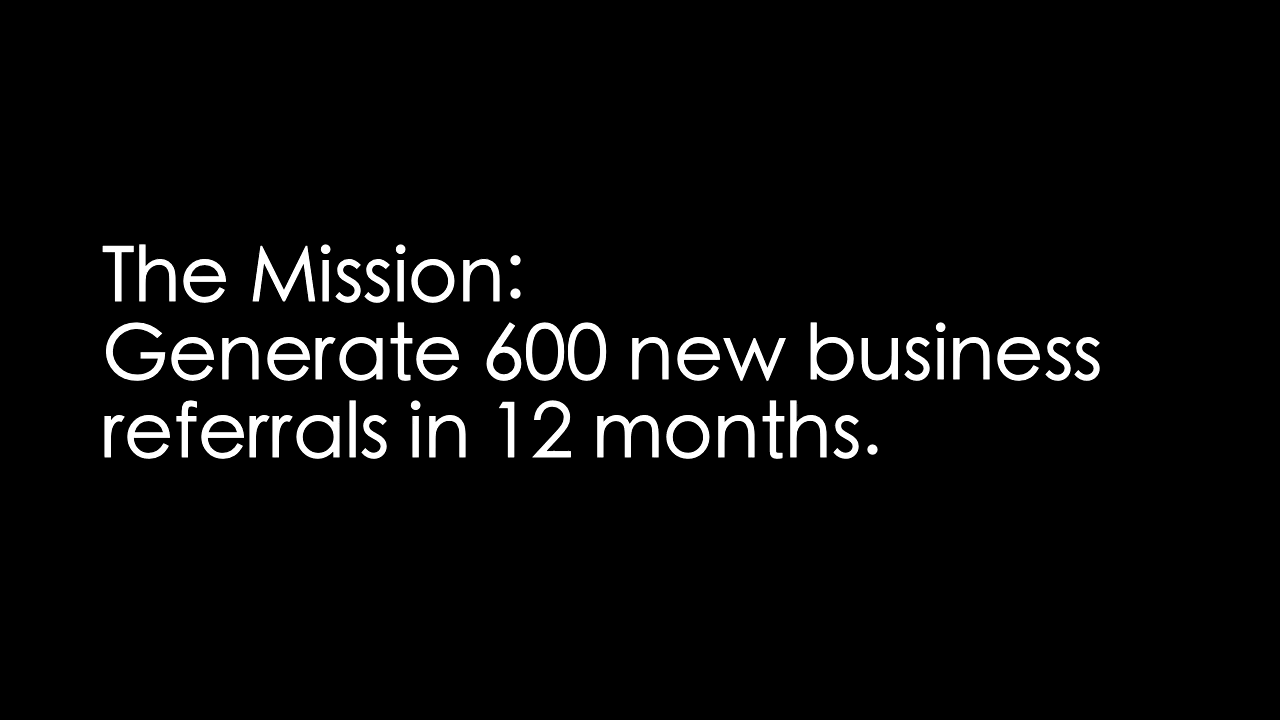 The Mission:
Generate 600 new business
referrals in 12 months.